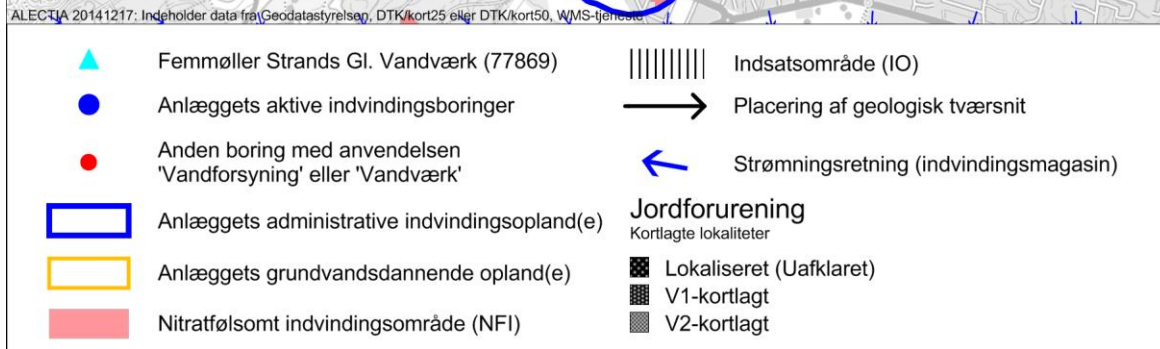 ALECTIA 20141217: Indeholder data fra Geodatastyrelsen, DTK/kort25 eller DTK/kort50, WMS-tjeneste
Femmøller Strands Gl. Vandværk (77869)
Anlæggets aktive indvindingsboringer
Anden boring med anvendelsen
'Vandforsyning' eller 'Vandværk'
Anlæggets administrative indvindingsopland(e)
Anlæggets grundvandsdannende opland(e)
Nitratfølsomt indvindingsområde (NFI)
Indsatsområde (IO)
Placering af geologisk tværsnit
Strømningsretning (indvindingsmagasin)
Jordforurening
Kortlagte lokaliteter
Lokaliseret (Uafklaret)
V1-kortlagt
V2-kortlagt